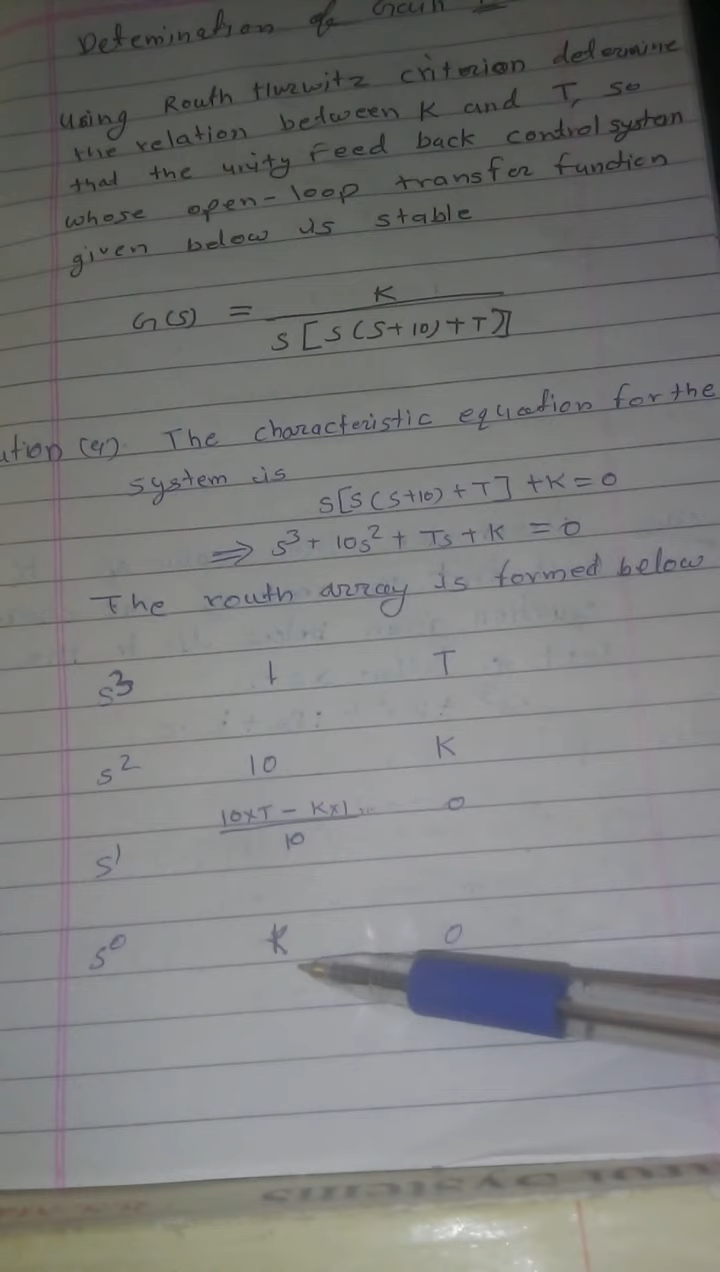 Detemination of Gain
Using Routh Hurwitz criterion determine
the relation between K and T, so
that the unity Feed back control system
whose open-loop transfer function
given below is stable
G(s) = K / S[S(S+10)+T)]
ution (a) The characteristic equation for the
system is
S[S(S+10)+T] +K=0
⇒ S³ + 10s² + Ts + K = 0
The routh array is formed below
S³ 1 T
S² 10 K
10×T - K×1 / 10 0
S¹
S⁰ K 0